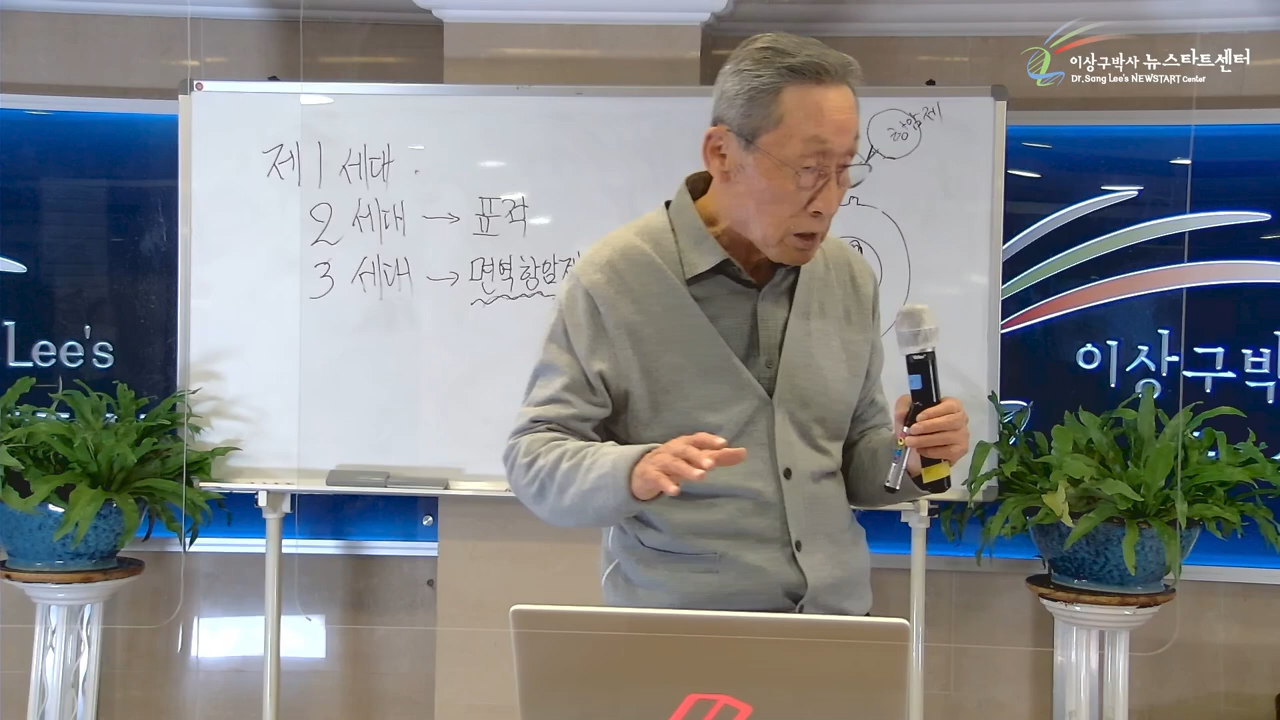 이상구박사 뉴스타트센터
Dr.Sang Lee's NEWSTART Center
제1세대 :
2세대 → 표적
3세대 → 면역항암제
항암제
Lee's
이상구박